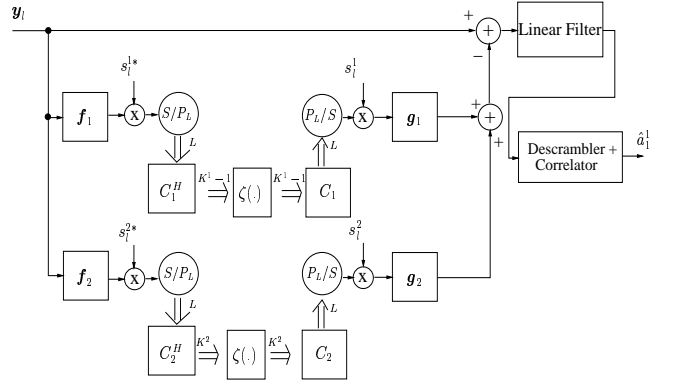 y_l
+
+
Linear Filter
−
s_l^{1*}
s_l^1
f_1
x
S/P_L
P_L/S
x
g_1
+
+
+
L
L
Descrambler +
Correlator
â_1^1
C_1^H
K^1−1
ζ(.)
K^1−1
C_1
s_l^{2*}
s_l^2
f_2
x
S/P_L
P_L/S
x
g_2
L
L
C_2^H
K^2
ζ(.)
K^2
C_2